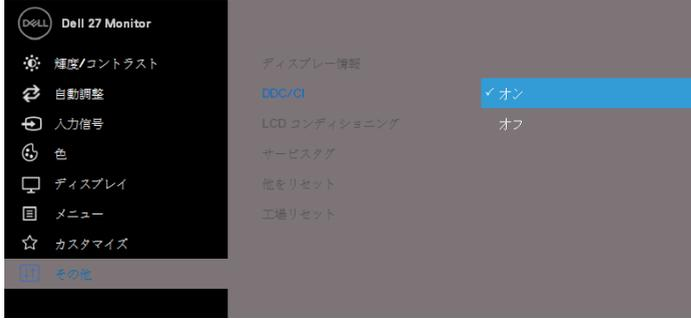 DELL Dell 27 Monitor
輝度/コントラスト
自動調整
入力信号
色
ディスプレイ
メニュー
カスタマイズ
その他
ディスプレー情報
DDC/CI
LCD コンディショニング
サービスタグ
他をリセット
工場リセット
✓ オン
オフ